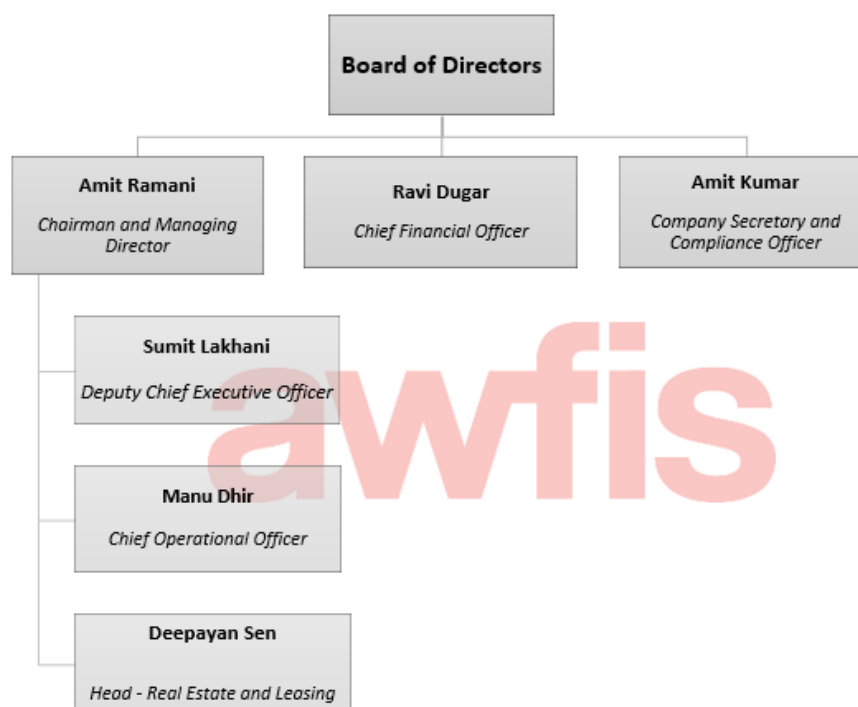 Board of Directors
Amit Ramani
Chairman and Managing
Director
Ravi Dugar
Chief Financial Officer
Amit Kumar
Company Secretary and
Compliance Officer
Sumit Lakhani
Deputy Chief Executive Officer
awfis
Manu Dhir
Chief Operational Officer
Deepayan Sen
Head - Real Estate and Leasing